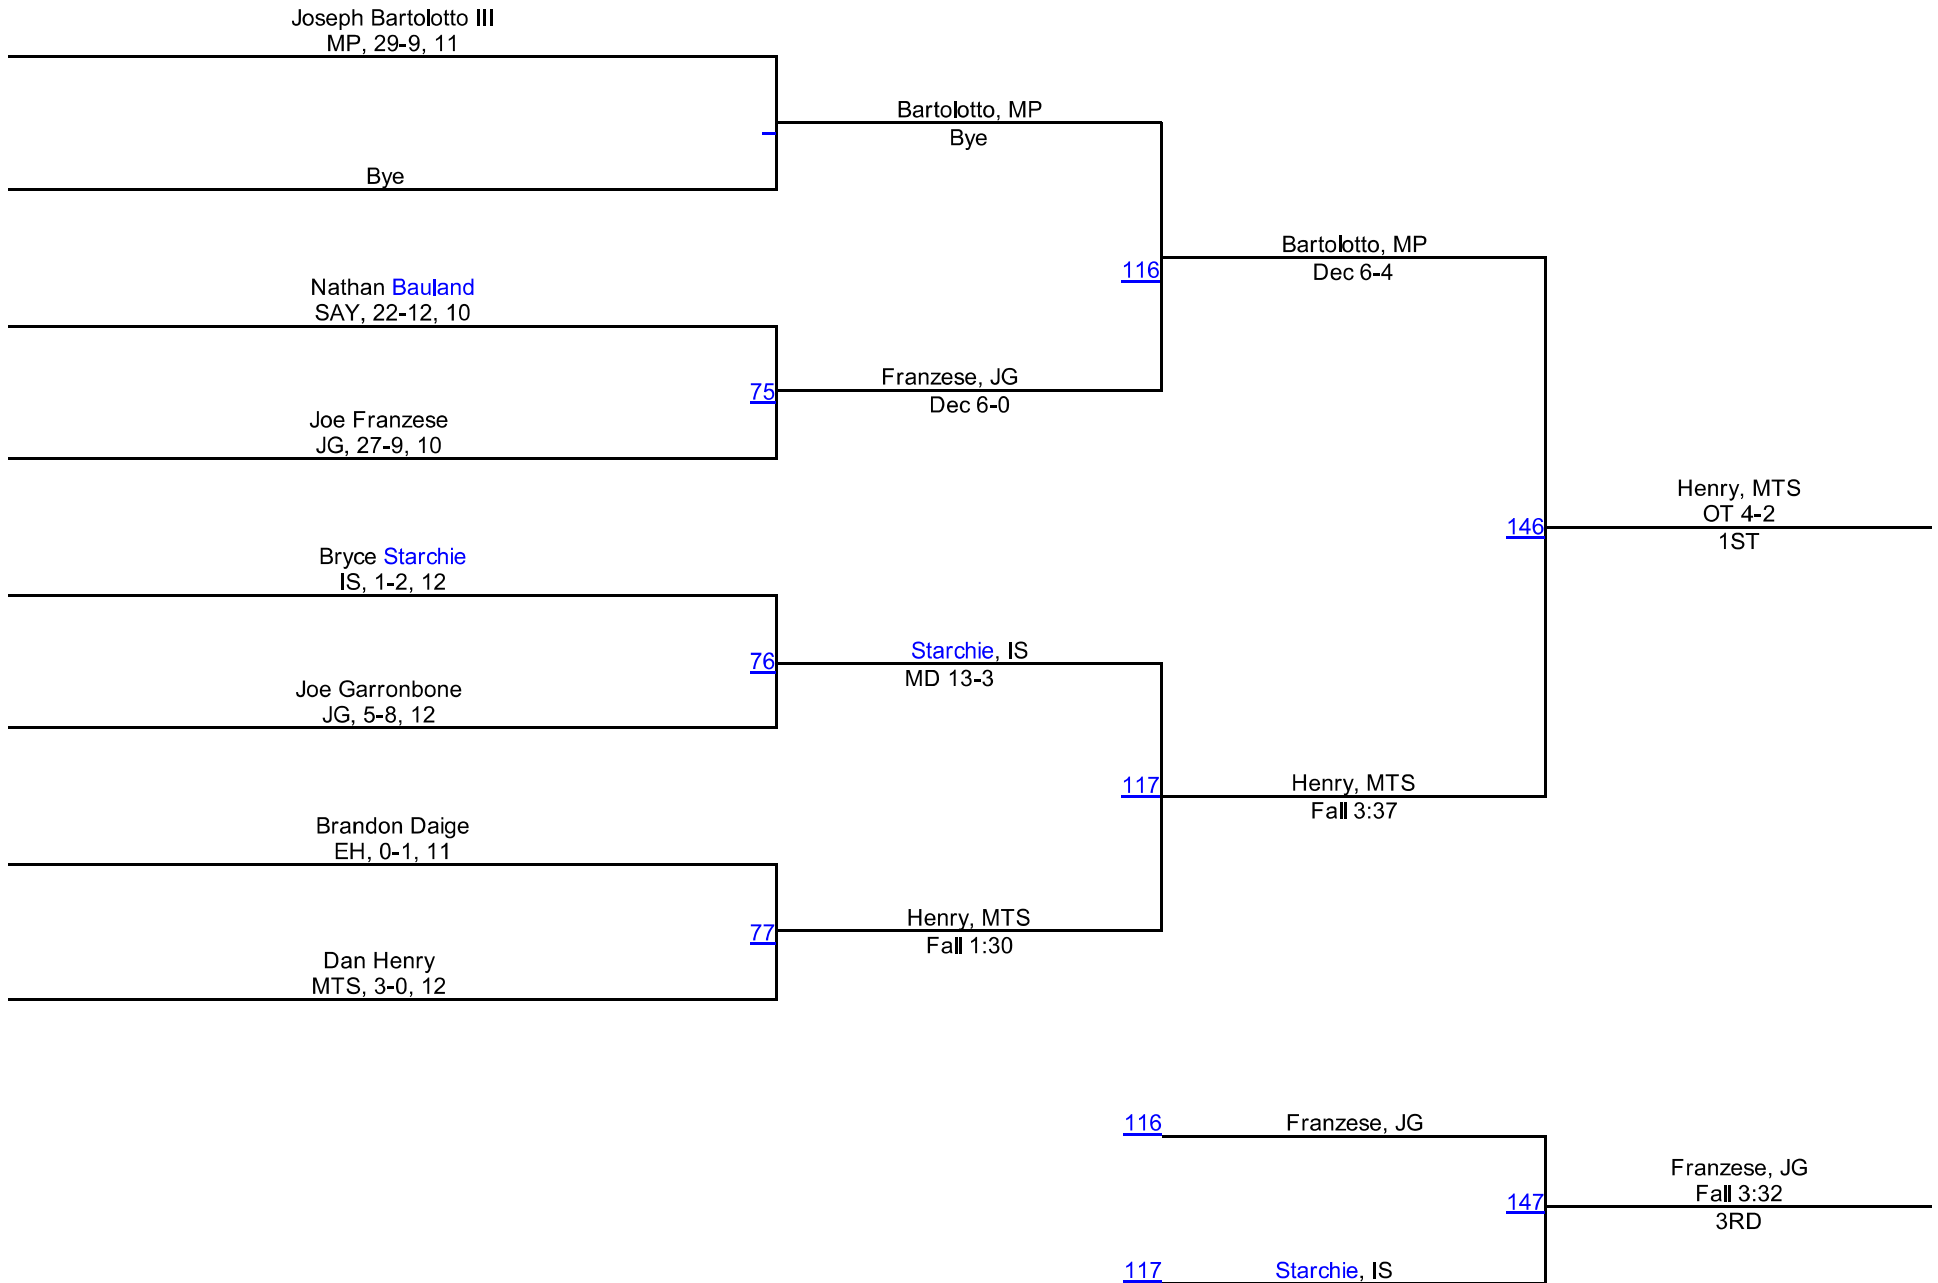 Joseph Bartolotto III
MP, 29-9, 11
Bartolotto, MP
Bye
Bye
Bartolotto, MP
Dec 6-4
116
Nathan Bauland
SAY, 22-12, 10
Franzese, JG
Dec 6-0
75
Joe Franzese
JG, 27-9, 10
Henry, MTS
OT 4-2
1ST
146
Bryce Starchie
IS, 1-2, 12
Starchie, IS
MD 13-3
76
Joe Garronbone
JG, 5-8, 12
117
Henry, MTS
Fall 3:37
Brandon Daige
EH, 0-1, 11
Henry, MTS
Fall 1:30
77
Dan Henry
MTS, 3-0, 12
116
Franzese, JG
Franzese, JG
Fall 3:32
3RD
147
117
Starchie, IS